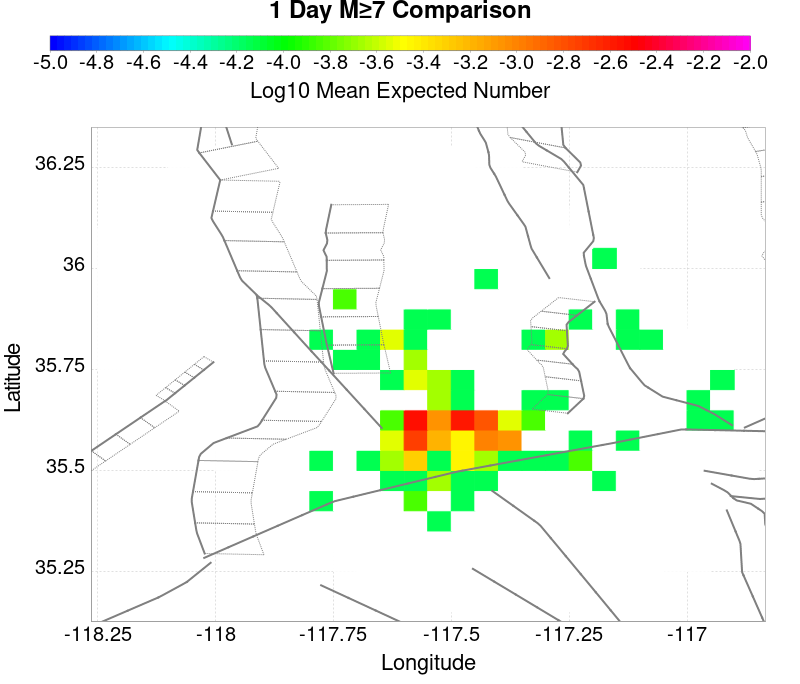 1 Day M≥7 Comparison
-5.0 -4.8 -4.6 -4.4 -4.2 -4.0 -3.8 -3.6 -3.4 -3.2 -3.0 -2.8 -2.6 -2.4 -2.2 -2.0
Log10 Mean Expected Number
36.25
36
35.75
35.5
35.25
Latitude
-118.25 -118 -117.75 -117.5 -117.25 -117
Longitude